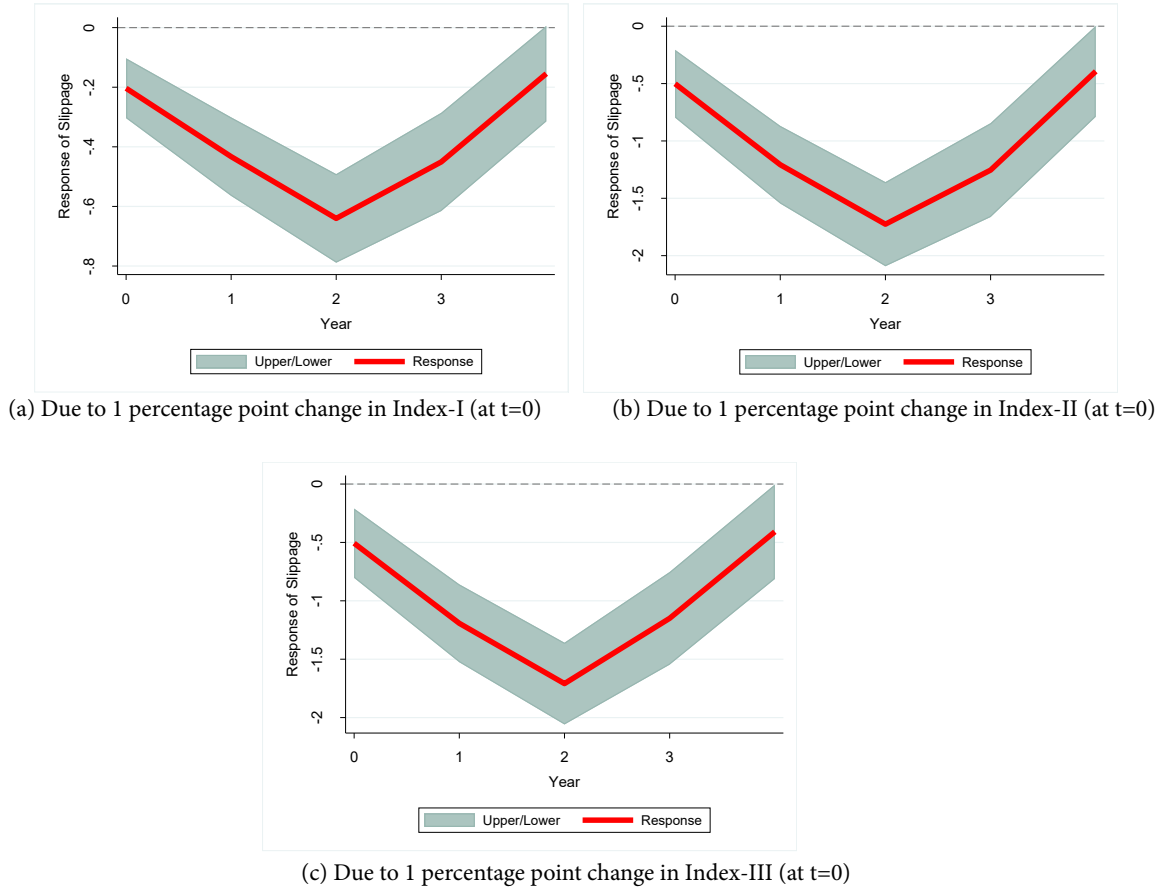 Response of Slippage
0
-.2
-.4
-.6
-.8
0 1 2 3
Year
Upper/Lower Response
(a) Due to 1 percentage point change in Index-I (at t=0)
Response of Slippage
0
-.5
-1
-1.5
-2
0 1 2 3
Year
Upper/Lower Response
(b) Due to 1 percentage point change in Index-II (at t=0)
Response of Slippage
0
-.5
-1
-1.5
-2
0 1 2 3
Year
Upper/Lower Response
(c) Due to 1 percentage point change in Index-III (at t=0)